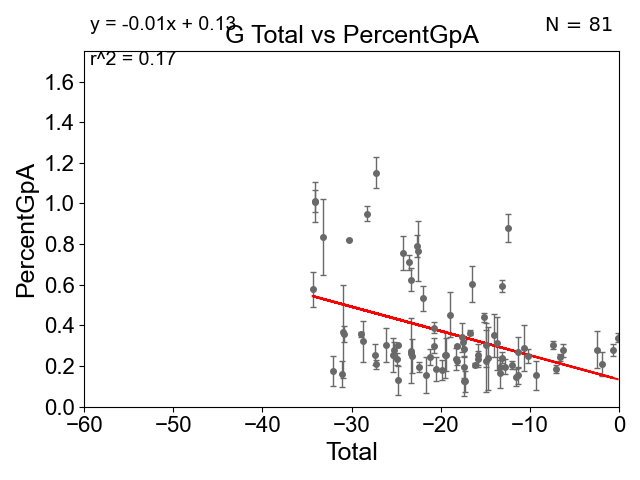 y = -0.01x + 0.13
N = 81
G Total vs PercentGpA
r^2 = 0.17
PercentGpA
1.6
1.4
1.2
1.0
0.8
0.6
0.4
0.2
0.0
−60
−50
−40
−30
−20
−10
0
Total